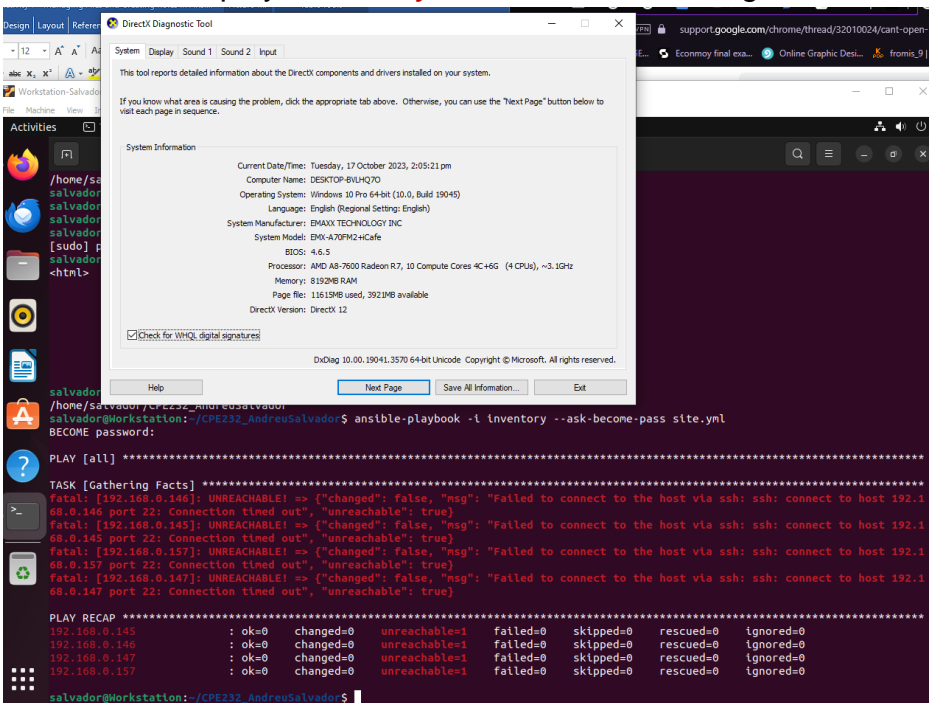 Design Layout Referen
12
support.google.com/chrome/thread/32010024/cant-open-
Econmoy final exa...
Online Graphic Desi...
fromis_9 |
Workstation-Salvado
File Machine View
Activities
DirectX Diagnostic Tool
System Display Sound 1 Sound 2 Input
This tool reports detailed information about the DirectX components and drivers installed on your system.
If you know what area is causing the problem, click the appropriate tab above. Otherwise, you can use the "Next Page" button below to
visit each page in sequence.
System Information
Current Date/Time: Tuesday, 17 October 2023, 2:05:21 pm
Computer Name: DESKTOP-BVLHQ7O
Operating System: Windows 10 Pro 64-bit (10.0, Build 19045)
Language: English (Regional Setting: English)
System Manufacturer: EMAXX TECHNOLOGY INC
System Model: EMX-A70FM2+iCafe
BIOS: 4.6.5
Processor: AMD A8-7600 Radeon R7, 10 Compute Cores 4C+6G (4 CPUs), ~3.1GHz
Memory: 8192MB RAM
Page file: 11615MB used, 3921MB available
DirectX Version: DirectX 12
Check for WHQL digital signatures
DxDiag 10.00.19041.3570 64-bit Unicode Copyright © Microsoft. All rights reserved.
Help Next Page Save All Information... Exit
/home/sa
salvador
salvador
salvador
salvador
[sudo] p
salvador
<html>
salvador
/home/salvador/CPE232_AndreuSalvador
salvador@Workstation:~/CPE232_AndreuSalvador$ ansible-playbook -i inventory --ask-become-pass site.yml
BECOME password:
PLAY [all] ****************************************************************************************************
TASK [Gathering Facts] ****************************************************************************************
fatal: [192.168.0.146]: UNREACHABLE! => {"changed": false, "msg": "Failed to connect to the host via ssh: ssh: connect to host 192.1
68.0.146 port 22: Connection timed out", "unreachable": true}
fatal: [192.168.0.145]: UNREACHABLE! => {"changed": false, "msg": "Failed to connect to the host via ssh: ssh: connect to host 192.1
68.0.145 port 22: Connection timed out", "unreachable": true}
fatal: [192.168.0.157]: UNREACHABLE! => {"changed": false, "msg": "Failed to connect to the host via ssh: ssh: connect to host 192.1
68.0.157 port 22: Connection timed out", "unreachable": true}
fatal: [192.168.0.147]: UNREACHABLE! => {"changed": false, "msg": "Failed to connect to the host via ssh: ssh: connect to host 192.1
68.0.147 port 22: Connection timed out", "unreachable": true}
PLAY RECAP ****************************************************************************************************
192.168.0.145 : ok=0 changed=0 unreachable=1 failed=0 skipped=0 rescued=0 ignored=0
192.168.0.146 : ok=0 changed=0 unreachable=1 failed=0 skipped=0 rescued=0 ignored=0
192.168.0.147 : ok=0 changed=0 unreachable=1 failed=0 skipped=0 rescued=0 ignored=0
192.168.0.157 : ok=0 changed=0 unreachable=1 failed=0 skipped=0 rescued=0 ignored=0
salvador@Workstation:~/CPE232_AndreuSalvador$